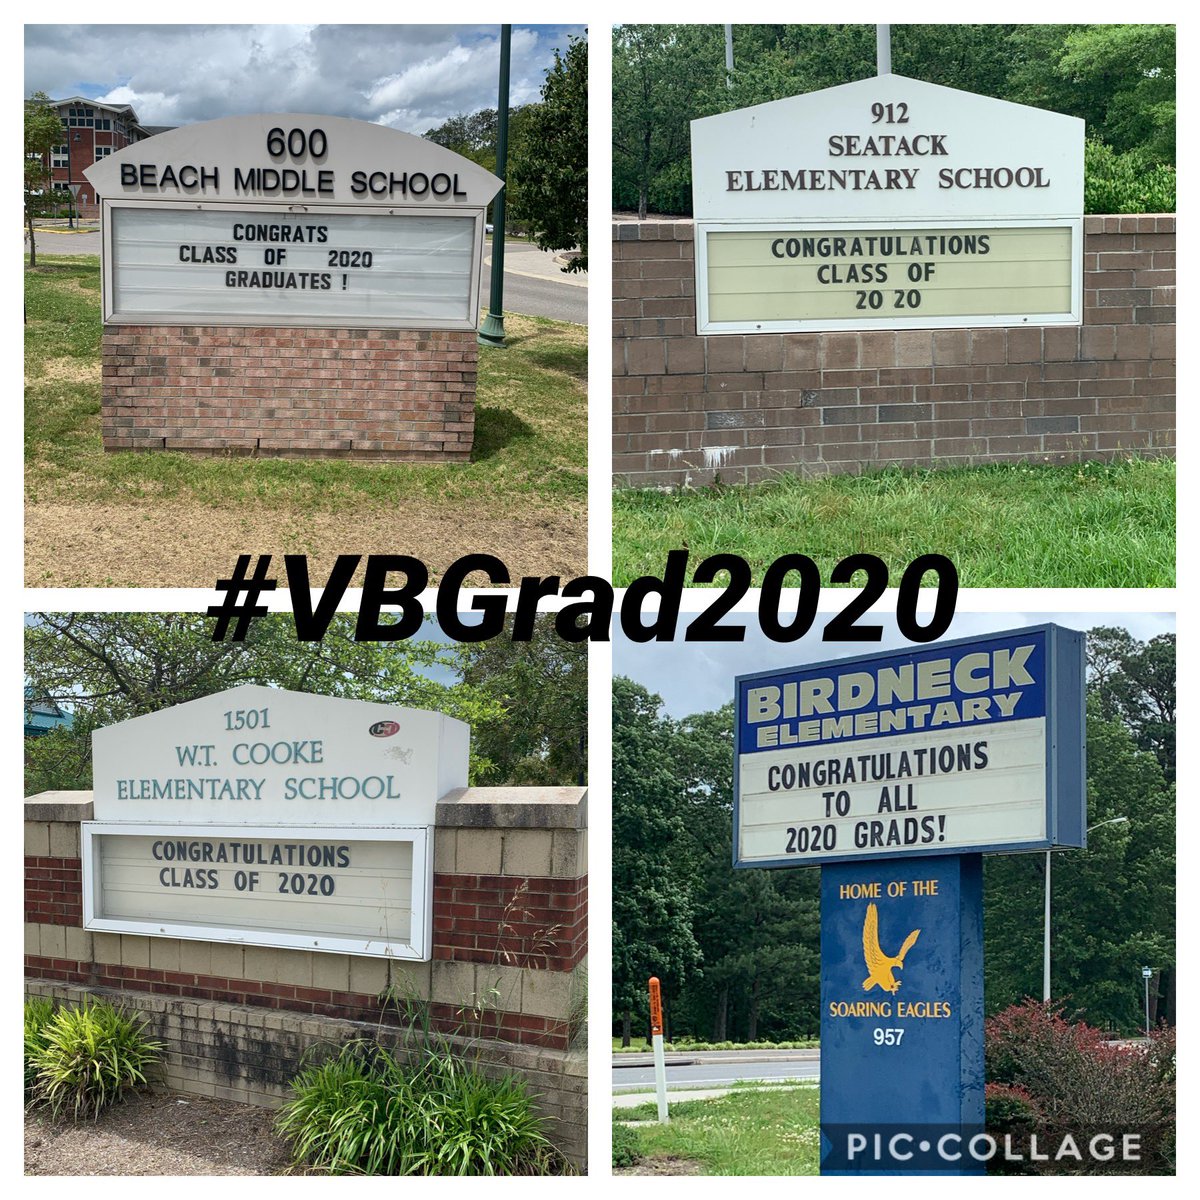 600
BEACH MIDDLE SCHOOL
CONGRATS
CLASS OF 2020
GRADUATES !
912
SEATACK
ELEMENTARY SCHOOL
CONGRATULATIONS
CLASS OF
20 20
#VBGrad2020
1501
W.T. COOKE
ELEMENTARY SCHOOL
CONGRATULATIONS
CLASS OF 2020
BIRDNECK
ELEMENTARY
CONGRATULATIONS
TO ALL
2020 GRADS!
HOME OF THE
SOARING EAGLES
957
PIC•COLLAGE